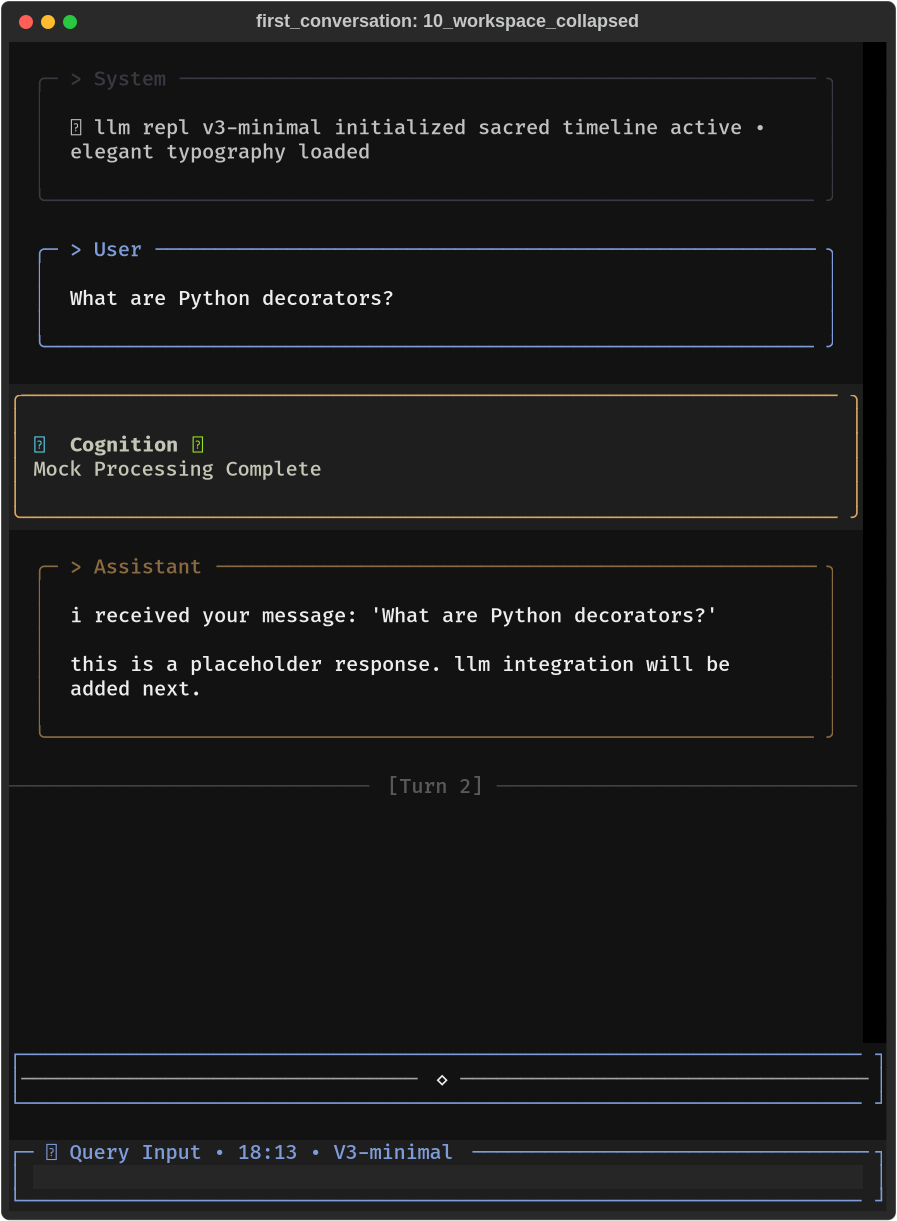 first_conversation: 10_workspace_collapsed
> System
llm repl v3-minimal initialized sacred timeline active •
elegant typography loaded
> User
What are Python decorators?
Cognition
Mock Processing Complete
> Assistant
i received your message: 'What are Python decorators?'
this is a placeholder response. llm integration will be
added next.
[Turn 2]
Query Input • 18:13 • V3-minimal